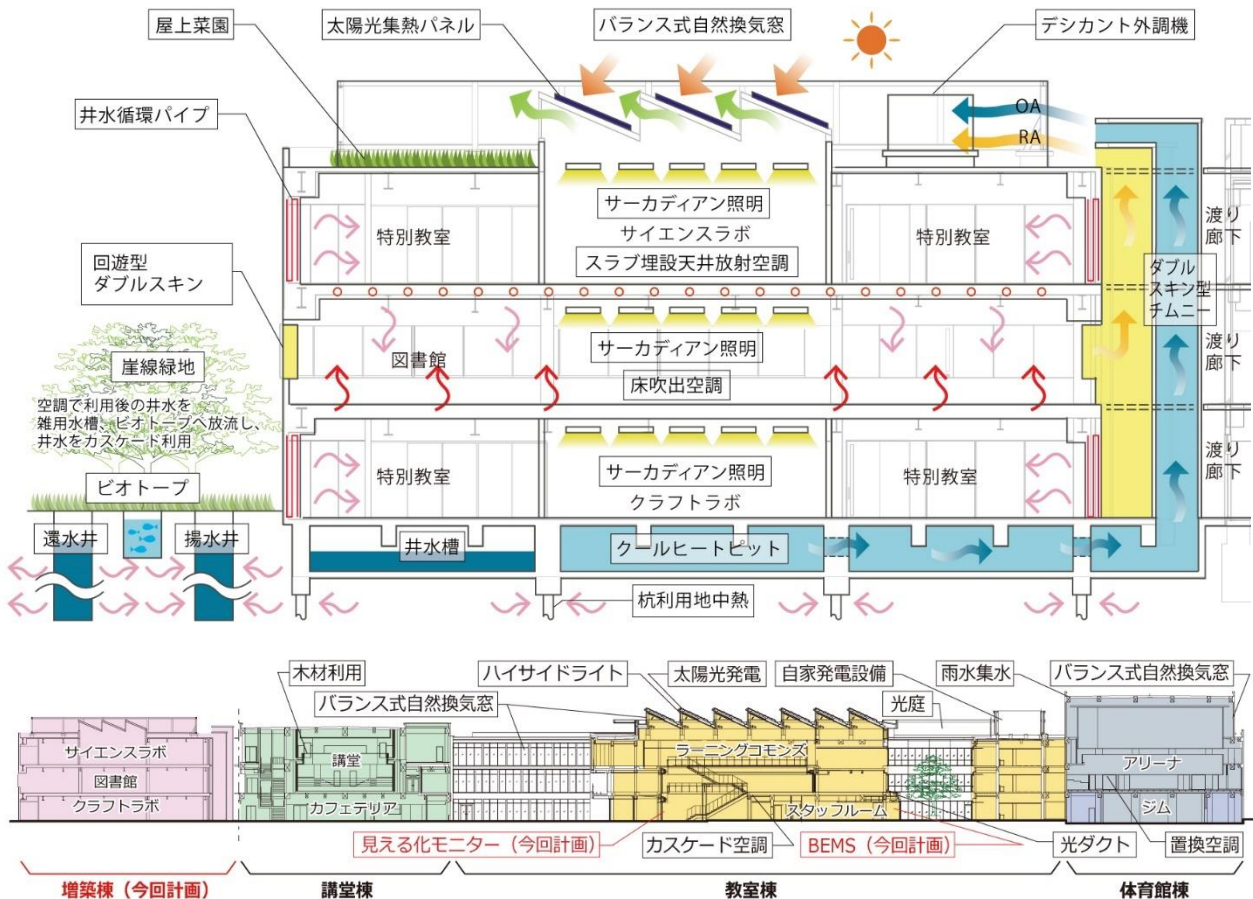 屋上菜園
太陽光集熱パネル
バランス式自然換気窓
デシカント外調機
井水循環パイプ
OA
RA
サーカディアン照明
特別教室
サイエンスラボ
特別教室
スラブ埋設天井放射空調
渡り
廊下
回遊型
ダブルスキン
ダブル
スキン型
チムニー
サーカディアン照明
図書館
床吹出空調
渡り
廊下
崖線緑地
空調で利用後の井水を
雑用水槽、ビオトープへ放流し、
井水をカスケード利用
サーカディアン照明
特別教室
クラフトラボ
特別教室
渡り
廊下
ビオトープ
還水井
揚水井
井水槽
クールヒートピット
杭利用地中熱
木材利用
ハイサイドライト
太陽光発電
自家発電設備
雨水集水
バランス式自然換気窓
バランス式自然換気窓
光庭
サイエンスラボ
図書館
クラフトラボ
講堂
カフェテリア
ラーニングコモンズ
スタッフルーム
アリーナ
ジム
見える化モニター（今回計画）
カスケード空調
BEMS（今回計画）
光ダクト
置換空調
増築棟（今回計画）
講堂棟
教室棟
体育館棟